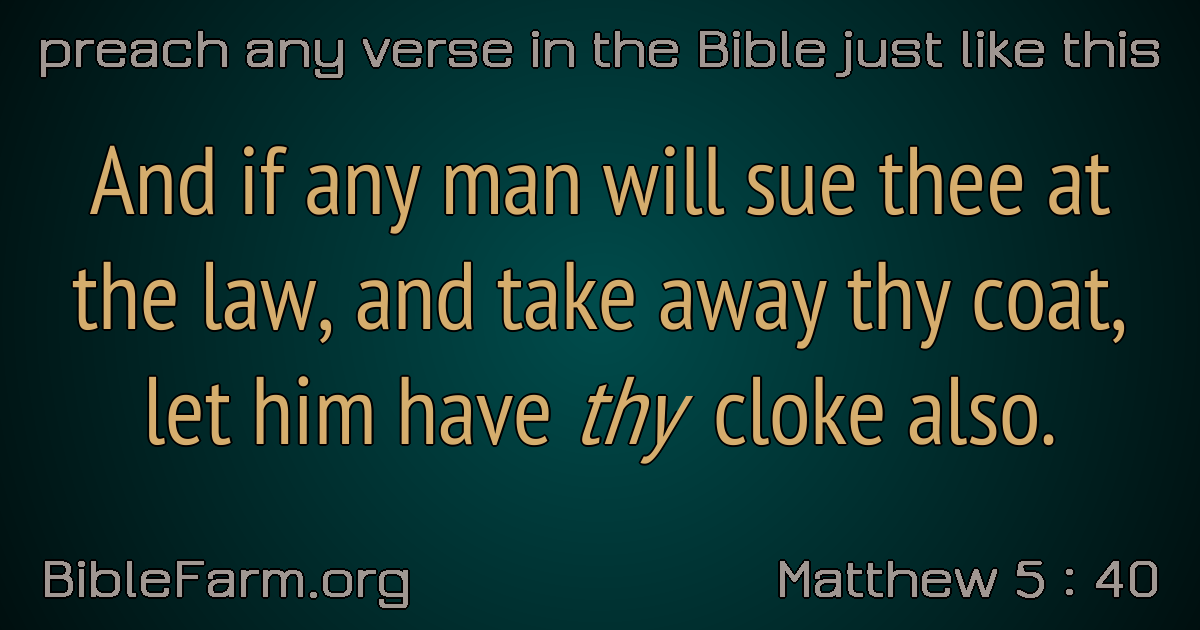 preach any verse in the Bible just like this
And if any man will sue thee at
the law, and take away thy coat,
let him have thy cloke also.
BibleFarm.org
Matthew 5 : 40